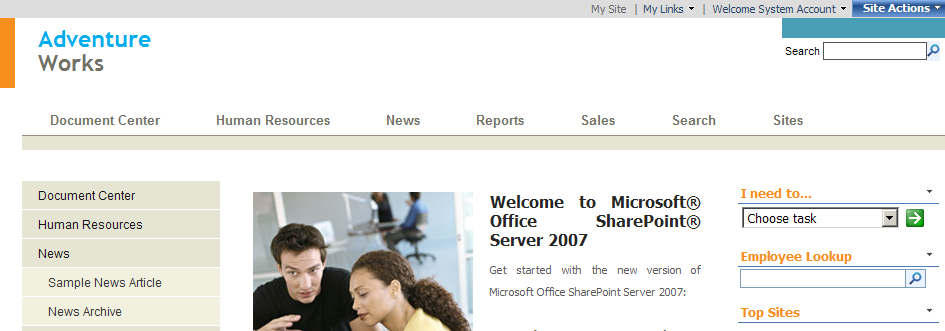 My Site | My Links | Welcome System Account Site Actions
Adventure
Works
Search
Document Center Human Resources News Reports Sales Search Sites
Document Center
Human Resources
News
Sample News Article
News Archive
Welcome to Microsoft®
Office SharePoint®
Server 2007
Get started with the new version of
Microsoft Office SharePoint Server 2007:
I need to...
Choose task
Employee Lookup
Top Sites